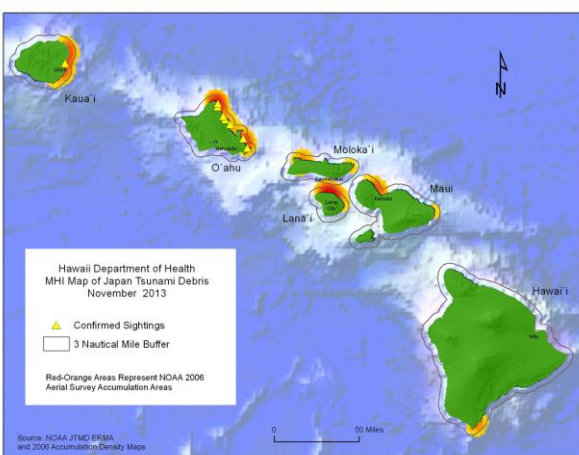 N
Kaua`i
Lihue
O`ahu
Honolulu
Moloka`i
Kaunakakai
Lana`i
Lanai
City
Maui
Kahului
Hawai`i
Hilo
Hawaii Department of Health
MHI Map of Japan Tsunami Debris
November 2013
Confirmed Sightings
3 Nautical Mile Buffer
Red-Orange Areas Represent NOAA 2006
Aerial Survey Accumulation Areas
0 50 Miles
Source: NOAA JTMD ERMA
and 2006 Accumulation Density Maps